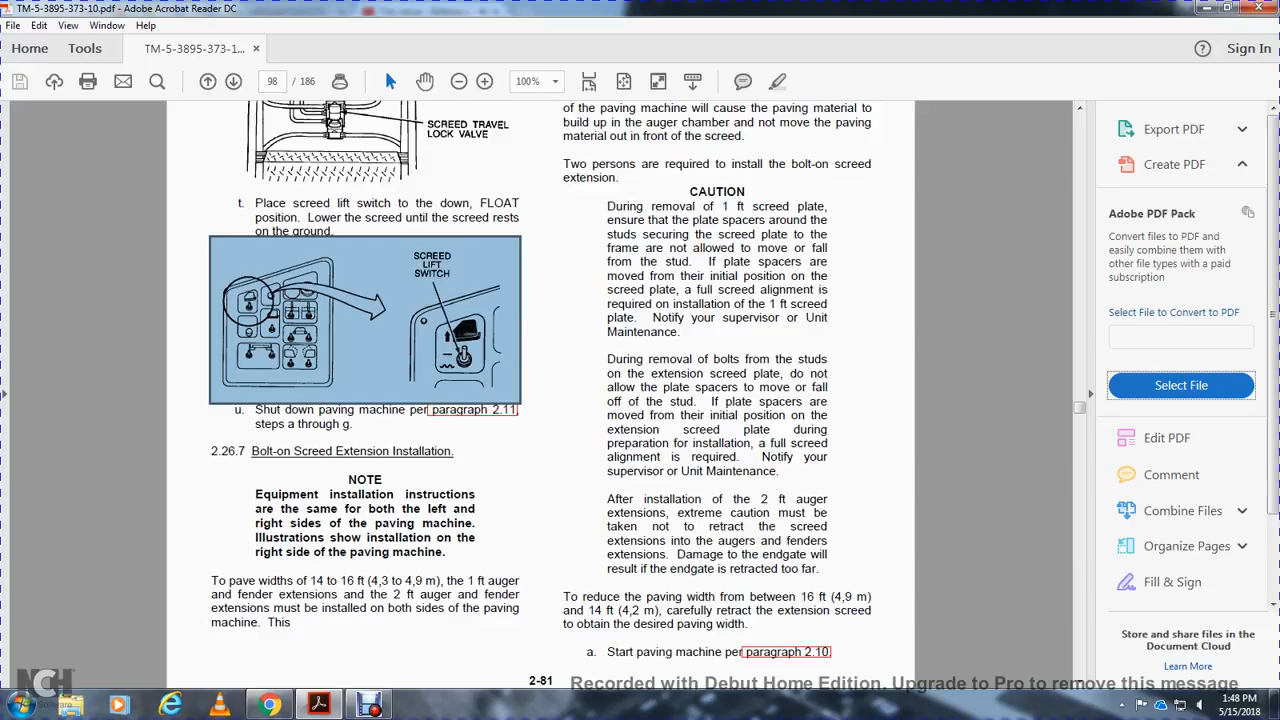 TM-5-3895-373-10.pdf - Adobe Acrobat Reader DC
File Edit View Window Help
Home Tools TM-5-3895-373-1... × Sign In
98 / 186 100%
SCREED TRAVEL
LOCK VALVE
t. Place screed lift switch to the down, FLOAT
position. Lower the screed until the screed rests
on the ground.
SCREED
LIFT
SWITCH
u. Shut down paving machine per paragraph 2.11,
steps a through g.
2.26.7 Bolt-on Screed Extension Installation.
NOTE
Equipment installation instructions
are the same for both the left and
right sides of the paving machine.
Illustrations show installation on the
right side of the paving machine.
To pave widths of 14 to 16 ft (4,3 to 4,9 m), the 1 ft auger
and fender extensions and the 2 ft auger and fender
extensions must be installed on both sides of the paving
machine. This
of the paving machine will cause the paving material to
build up in the auger chamber and not move the paving
material out in front of the screed.
Two persons are required to install the bolt-on screed
extension.
CAUTION
During removal of 1 ft screed plate,
ensure that the plate spacers around the
studs securing the screed plate to the
frame are not allowed to move or fall
from the stud. If plate spacers are
moved from their initial position on the
screed plate, a full screed alignment is
required on installation of the 1 ft screed
plate. Notify your supervisor or Unit
Maintenance.
During removal of bolts from the studs
on the extension screed plate, do not
allow the plate spacers to move or fall
off of the stud. If plate spacers are
moved from their initial position on the
extension screed plate during
preparation for installation, a full screed
alignment is required. Notify your
supervisor or Unit Maintenance.
After installation of the 2 ft auger
extensions, extreme caution must be
taken not to retract the screed
extensions into the augers and fenders
extensions. Damage to the endgate will
result if the endgate is retracted too far.
To reduce the paving width from between 16 ft (4,9 m)
and 14 ft (4,2 m), carefully retract the extension screed
to obtain the desired paving width.
a. Start paving machine per paragraph 2.10
2-81
Export PDF
Create PDF
Adobe PDF Pack
Convert files to PDF and
easily combine them with
other file types with a paid
subscription
Select File to Convert to PDF
Select File
Edit PDF
Comment
Combine Files
Organize Pages
Fill & Sign
Store and share files in the
Document Cloud
Learn More
NCH
Software
Recorded with Debut Home Edition. Upgrade to Pro to remove this message
1:48 PM
5/15/2018